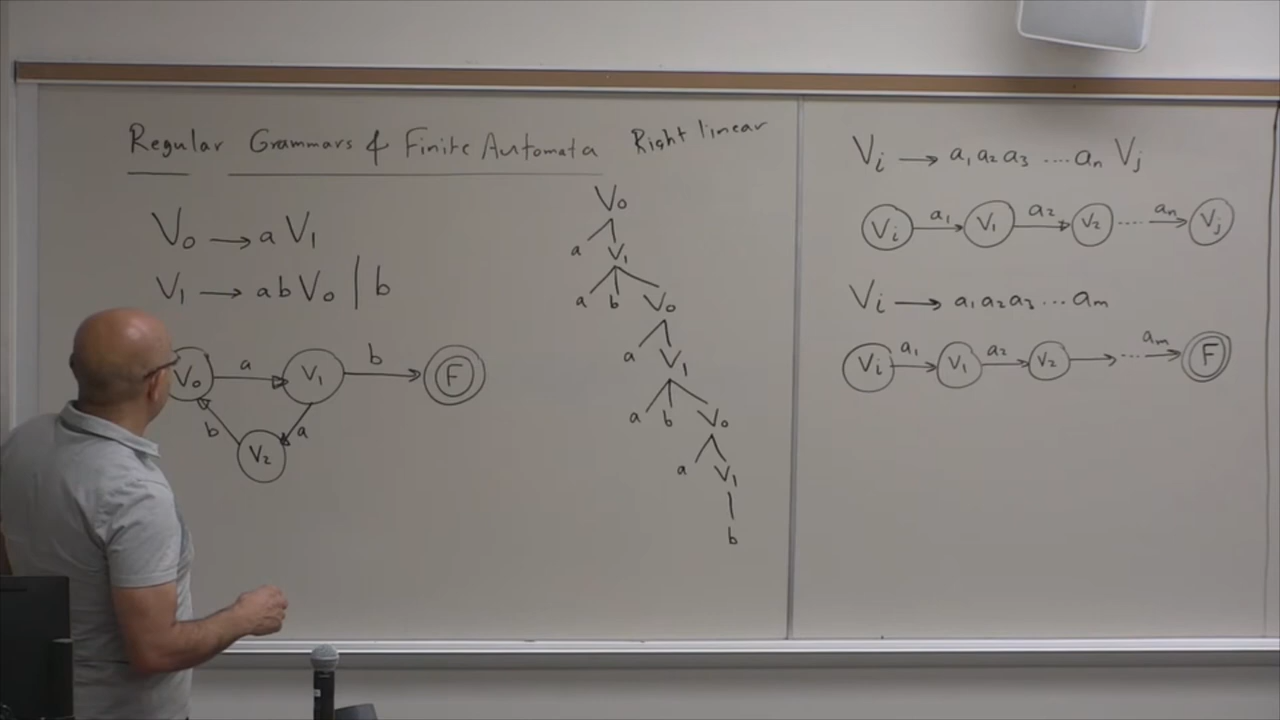 Regular Grammars & Finite Automata Right linear
V₀ → a V₁
V₁ → a b V₀ | b
V₀ a V₁ b F
b a
V₂
V₀
a V₁
a b V₀
a V₁
a b V₀
a V₁
b
Vᵢ → a₁ a₂ a₃ .... aₙ Vⱼ
Vᵢ a₁ V₁ a₂ V₂ .... aₙ Vⱼ
Vᵢ → a₁ a₂ a₃ ... aₘ
Vᵢ a₁ V₁ a₂ V₂ ... aₘ F